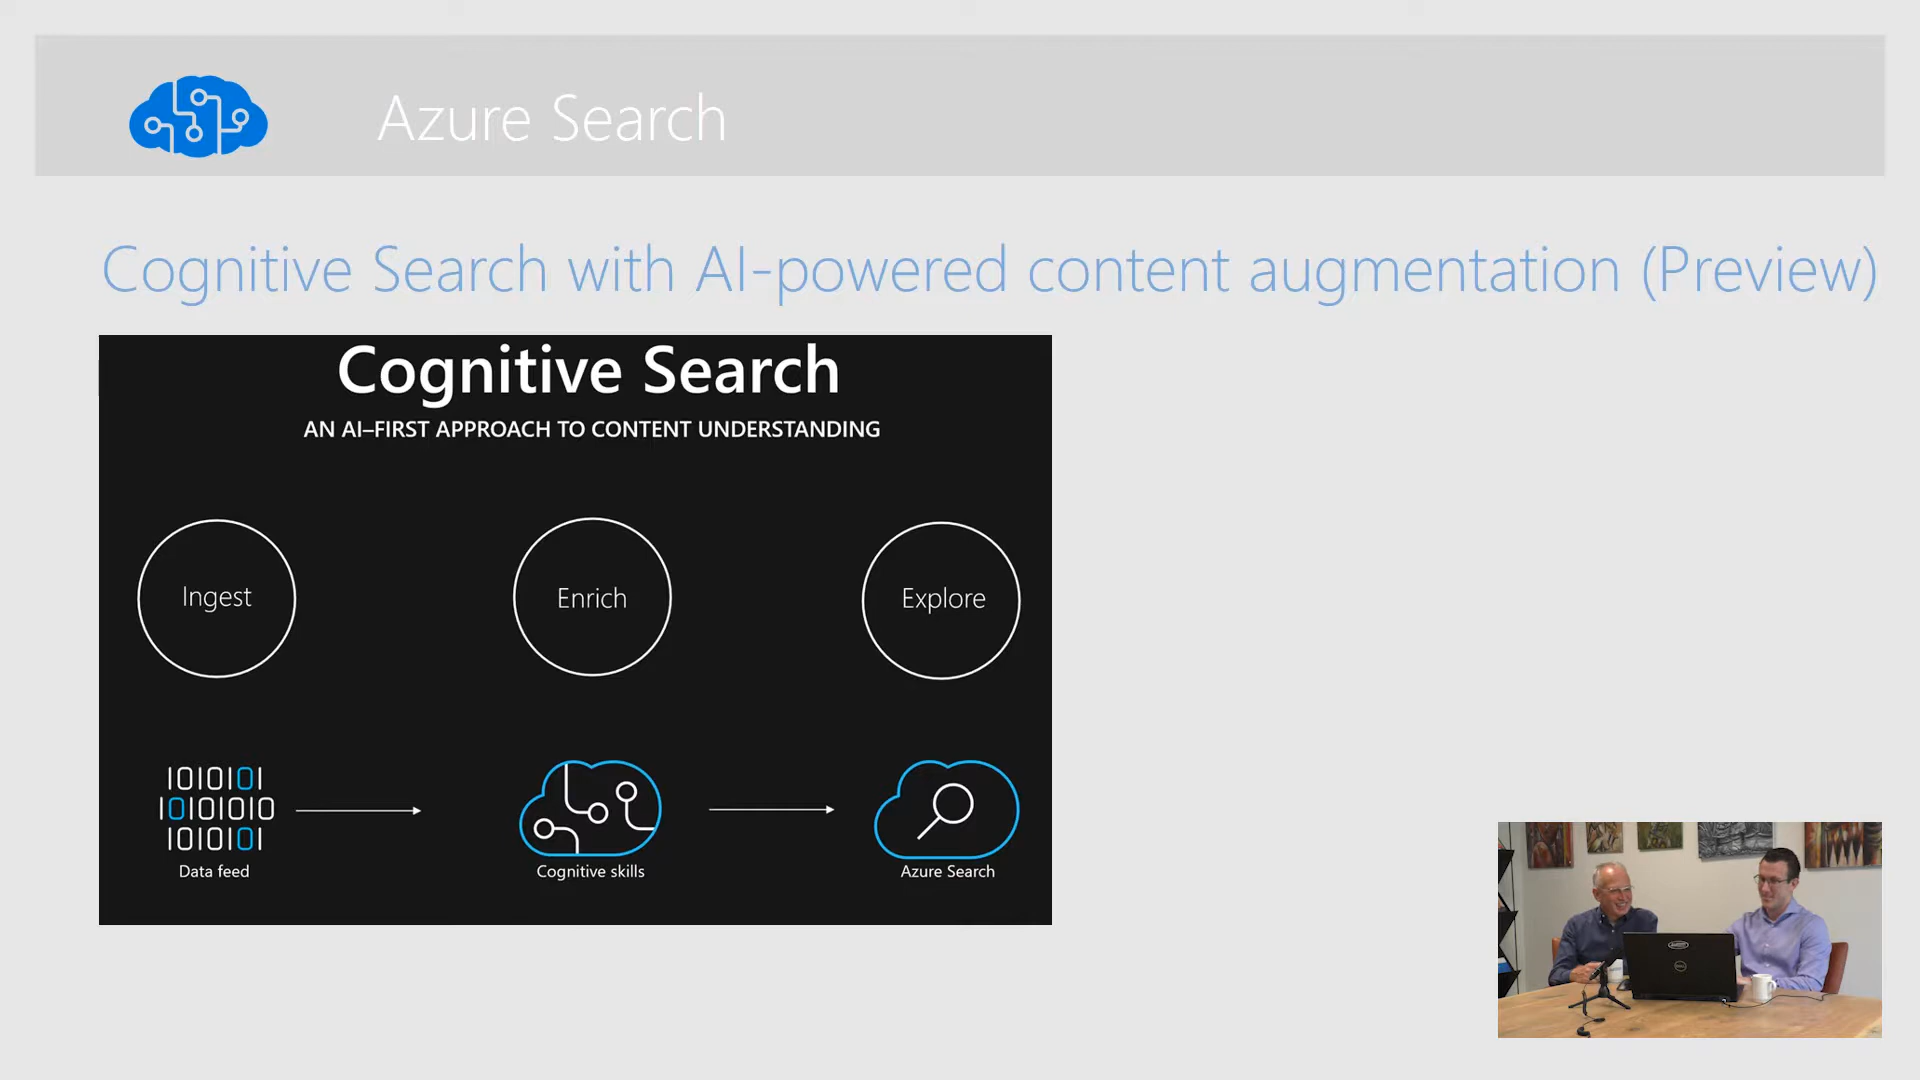 Azure Search
Cognitive Search with AI-powered content augmentation (Preview)
Cognitive Search
AN AI–FIRST APPROACH TO CONTENT UNDERSTANDING
Ingest
Enrich
Explore
1010101
10101010
1010101
Data feed
Cognitive skills
Azure Search